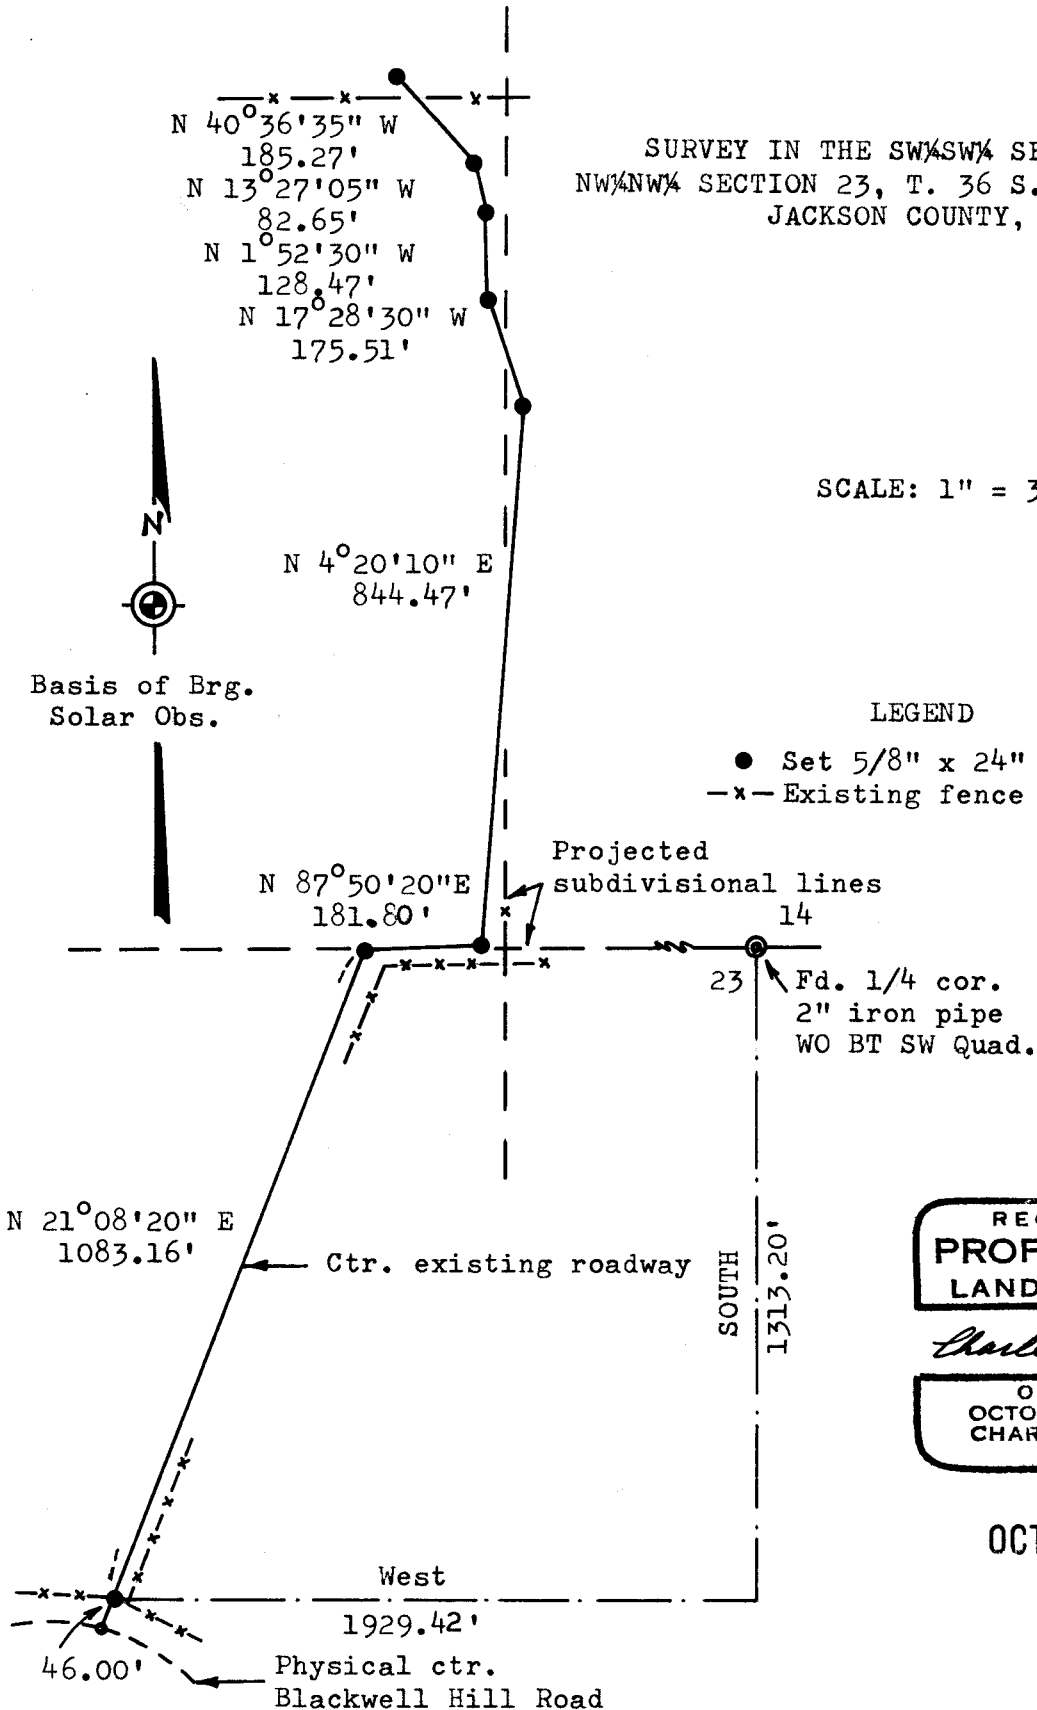 N 40°36'35" W
185.27'
N 13°27'05" W
82.65'
N 1°52'30" W
128.47'
N 17°28'30" W
175.51'
SURVEY IN THE SW¼SW¼
NW¼NW¼ SECTION 23, T. 36 S.
JACKSON COUNTY,
SCALE: 1" =
N
N 4°20'10" E
844.47'
Basis of Brg.
Solar Obs.
LEGEND
Set 5/8" x 24"
-x- Existing fence
Projected
subdivisional lines
N 87°50'20"E
181.80'
14
23
Fd. 1/4 cor.
2" iron pipe
WO BT SW Quad.
N 21°08'20" E
1083.16'
Ctr. existing roadway
SOUTH
1313.20'
LAND
West
1929.42'
46.00'
Physical ctr.
Blackwell Hill Road